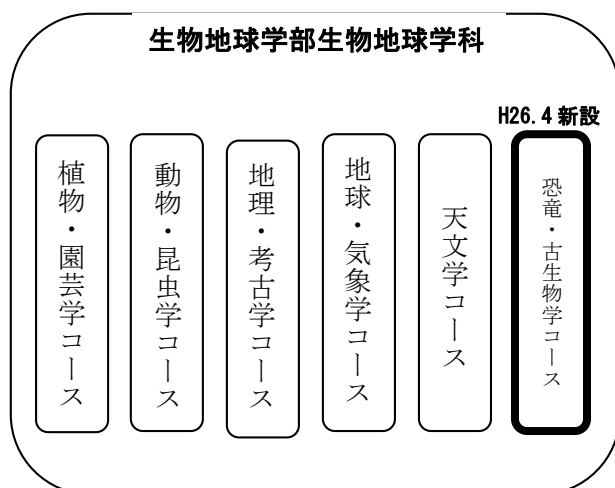 生物地球学部生物地球学科
H26.4 新設
植物・園芸学コース
動物・昆虫学コース
地理・考古学コース
地球・気象学コース
天文学コース
恐竜・古生物学コース